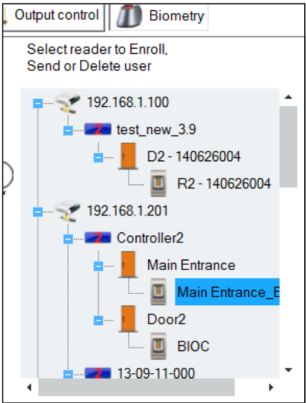 Output control
Biometry
Select reader to Enroll,
Send or Delete user
192.168.1.100
test_new_3.9
D2 - 140626004
R2 - 140626004
192.168.1.201
Controller2
Main Entrance
Main Entrance_E
Door2
BIOC
13-09-11-000